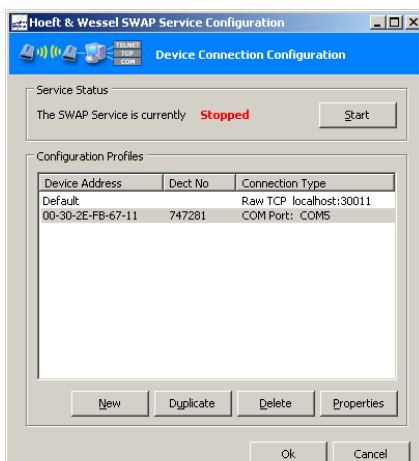 Hoeft & Wessel SWAP Service Configuration
TELNET
TCP
COM
Device Connection Configuration
Service Status
The SWAP Service is currently Stopped Start
Configuration Profiles
Device Address Dect No Connection Type
Default Raw TCP localhost:30011
00-30-2E-FB-67-11 747281 COM Port: COM5
New Duplicate Delete Properties
Ok Cancel